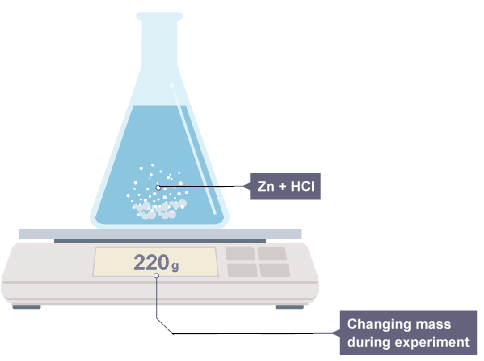 Zn + HCl
220g
Changing mass
during experiment